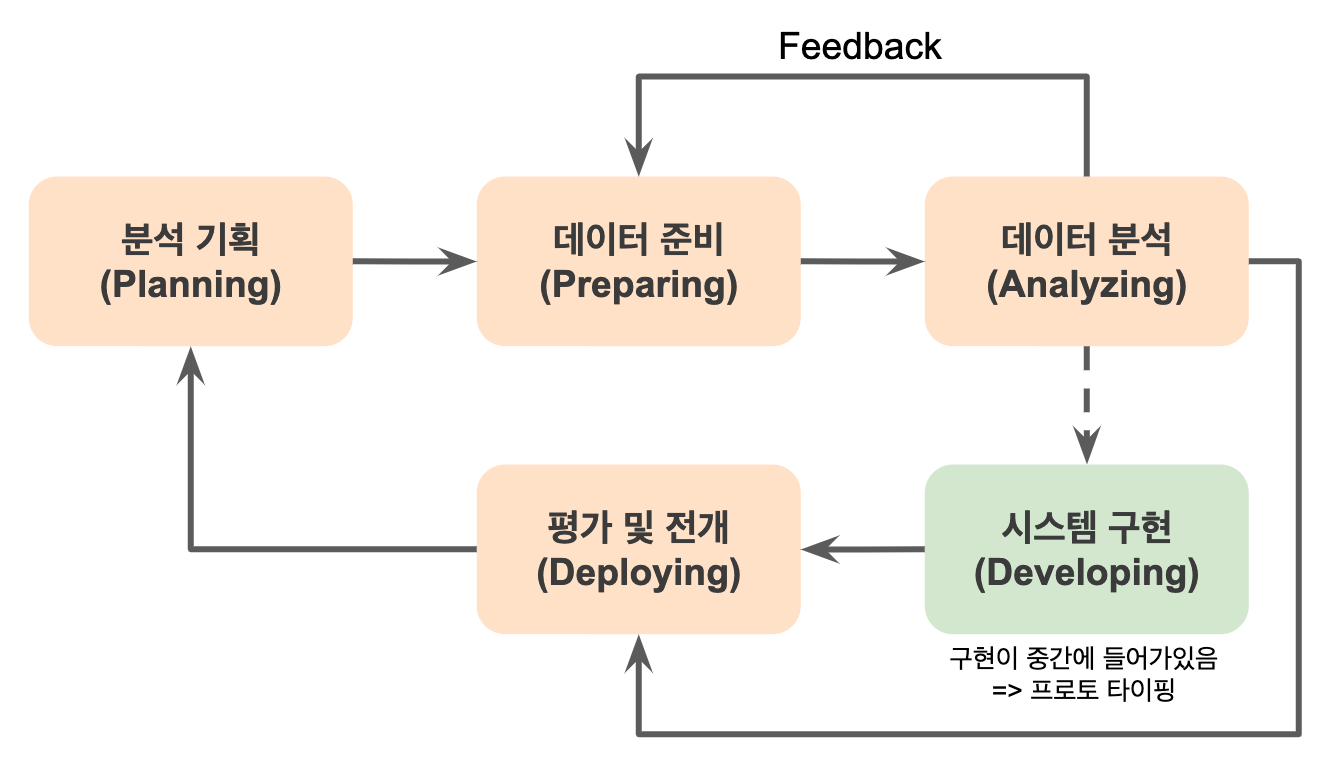 Feedback
분석 기획
(Planning)
데이터 준비
(Preparing)
데이터 분석
(Analyzing)
평가 및 전개
(Deploying)
시스템 구현
(Developing)
구현이 중간에 들어가있음
=> 프로토 타이핑